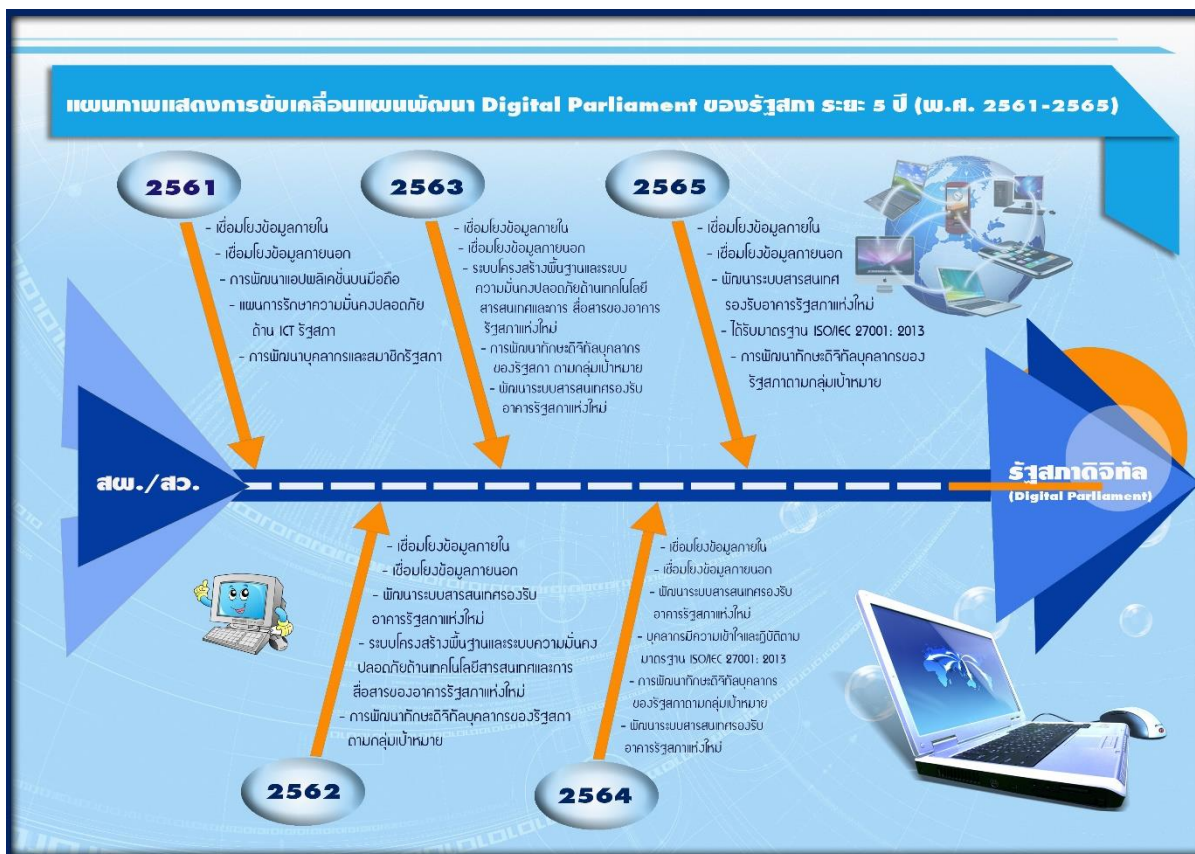 แผนภาพแสดงการขับเคลื่อนแผนพัฒนา Digital Parliament ของรัฐสภา ระยะ 5 ปี (พ.ศ. 2561-2565)
2561
- เชื่อมโยงข้อมูลภายใน
- เชื่อมโยงข้อมูลภายนอก
- การพัฒนาแอปพลิเคชั่นบนมือถือ
- แผนการรักษาความมั่นคงปลอดภัย
ด้าน ICT รัฐสภา
- การพัฒนาบุคลากรและสมาชิกรัฐสภา
2563
- เชื่อมโยงข้อมูลภายใน
- เชื่อมโยงข้อมูลภายนอก
- ระบบโครงสร้างพื้นฐานและระบบ
ความมั่นคงปลอดภัยด้านเทคโนโลยี
สารสนเทศและการ สื่อสารของอาคาร
รัฐสภาแห่งใหม่
- การพัฒนาทักษะดิจิทัลบุคลากร
ของรัฐสภา ตามกลุ่มเป้าหมาย
- พัฒนาระบบสารสนเทศรองรับ
อาคารรัฐสภาแห่งใหม่
2565
- เชื่อมโยงข้อมูลภายใน
- เชื่อมโยงข้อมูลภายนอก
- พัฒนาระบบสารสนเทศ
รองรับอาคารรัฐสภาแห่งใหม่
- ได้รับมาตรฐาน ISO/IEC 27001: 2013
- การพัฒนาทักษะดิจิทัลบุคลากรของ
รัฐสภาตามกลุ่มเป้าหมาย
สผ./สว.
รัฐสภาดิจิทัล
(Digital Parliament)
- เชื่อมโยงข้อมูลภายใน
- เชื่อมโยงข้อมูลภายนอก
- พัฒนาระบบสารสนเทศรองรับ
อาคารรัฐสภาแห่งใหม่
- ระบบโครงสร้างพื้นฐานและระบบความมั่นคง
ปลอดภัยด้านเทคโนโลยีสารสนเทศและการ
สื่อสารของอาคารรัฐสภาแห่งใหม่
- การพัฒนาทักษะดิจิทัลบุคลากรของรัฐสภา
ตามกลุ่มเป้าหมาย
2562
- เชื่อมโยงข้อมูลภายใน
- เชื่อมโยงข้อมูลภายนอก
- พัฒนาระบบสารสนเทศรองรับ
อาคารรัฐสภาแห่งใหม่
- บุคลากรมีความเข้าใจและปฏิบัติตาม
มาตรฐาน ISO/IEC 27001: 2013
- การพัฒนาทักษะดิจิทัลบุคลากร
ของรัฐสภาตามกลุ่มเป้าหมาย
- พัฒนาระบบสารสนเทศรองรับ
อาคารรัฐสภาแห่งใหม่
2564